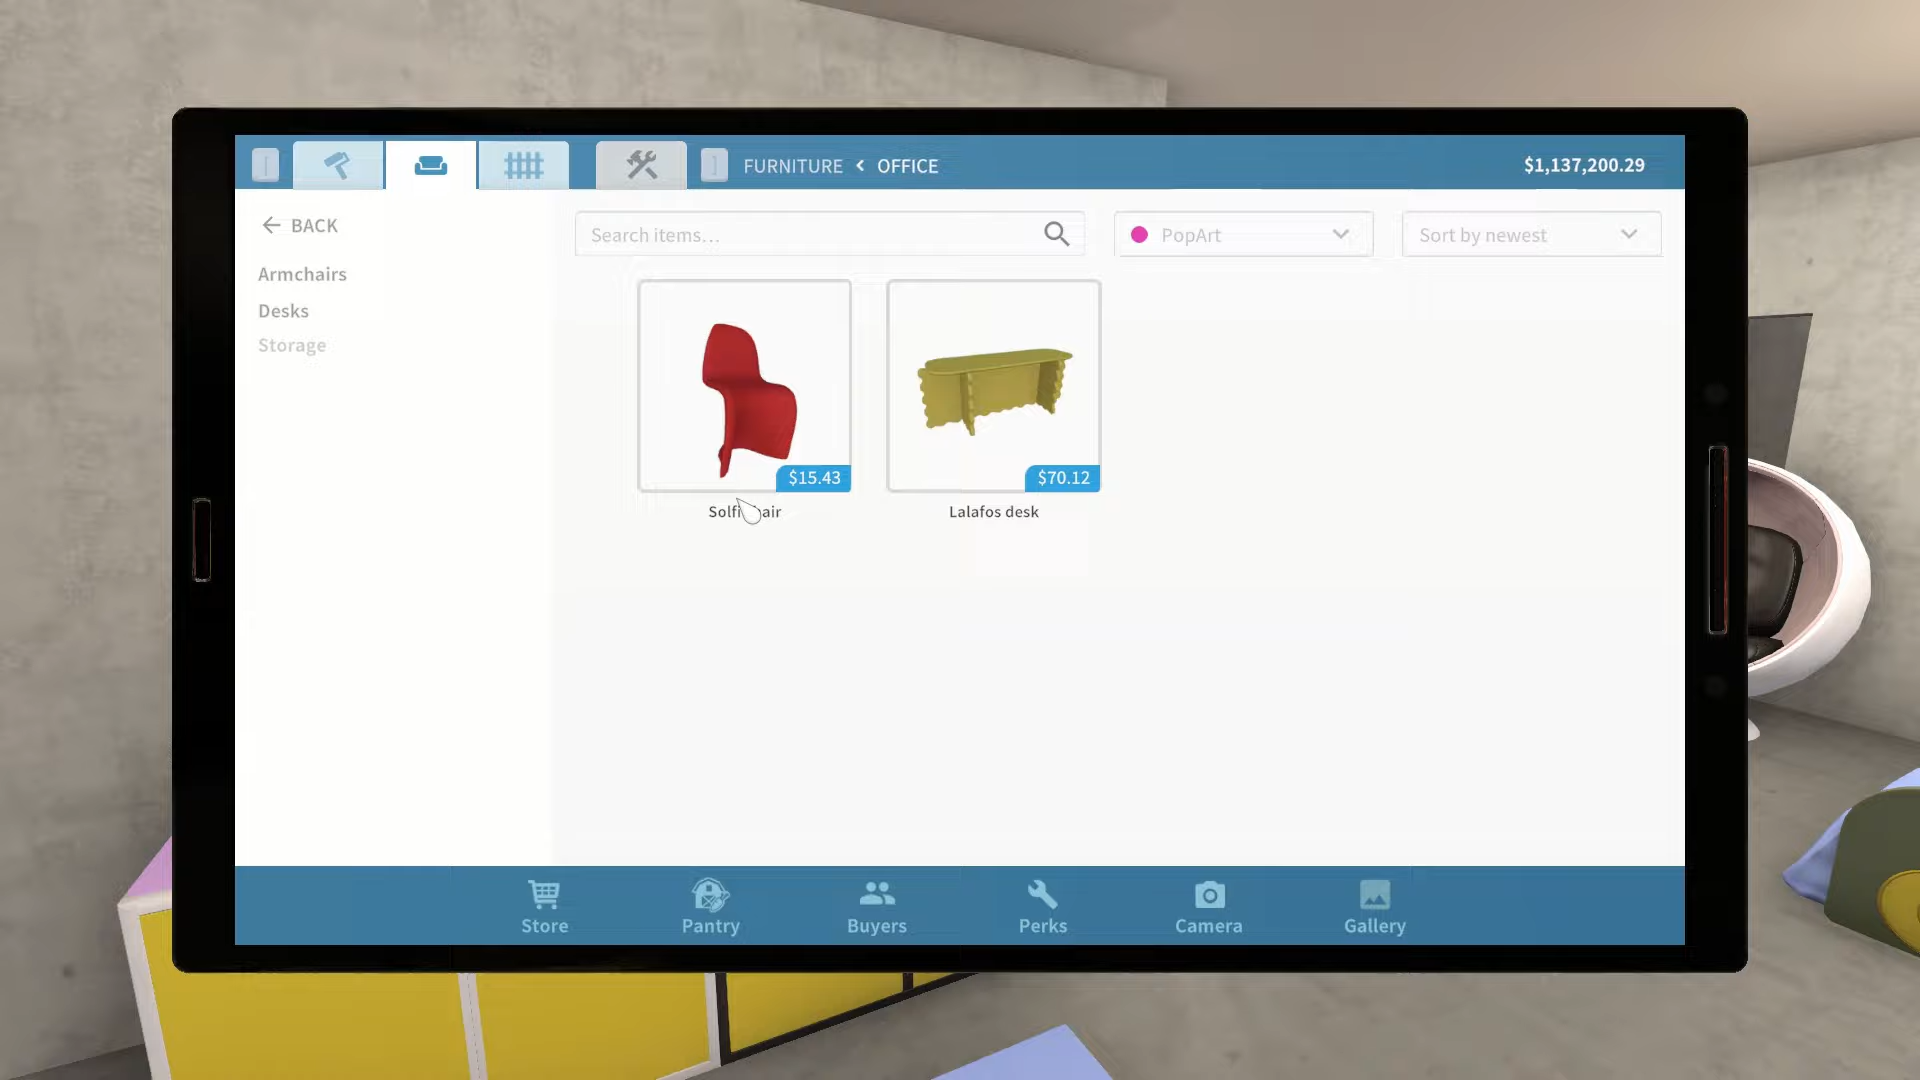 FURNITURE < OFFICE
$1,137,200.29
BACK
Armchairs
Desks
Storage
Search items...
PopArt
Sort by newest
$15.43
$70.12
Lalafos desk
Store
Pantry
Buyers
Perks
Camera
Gallery